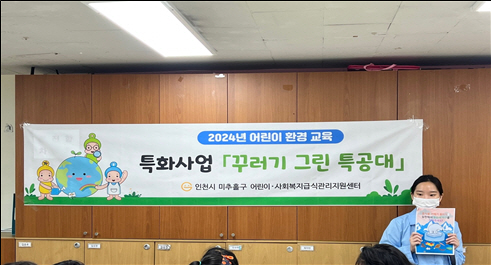 2024년 어린이 환경 교육
특화사업 「꾸러기 그린 특공대」
인천시 미추홀구 어린이·사회복지급식관리지원센터